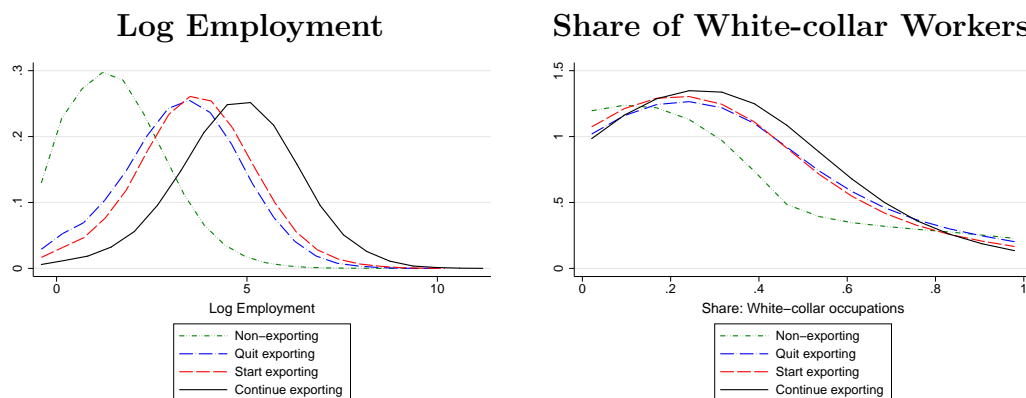 Log Employment
.3
.2
.1
0
0 5 10
Log Employment
Non−exporting
Quit exporting
Start exporting
Continue exporting
Share of White-collar Workers
1.5
1
.5
0
0 .2 .4 .6 .8 1
Share: White−collar occupations
Non−exporting
Quit exporting
Start exporting
Continue exporting